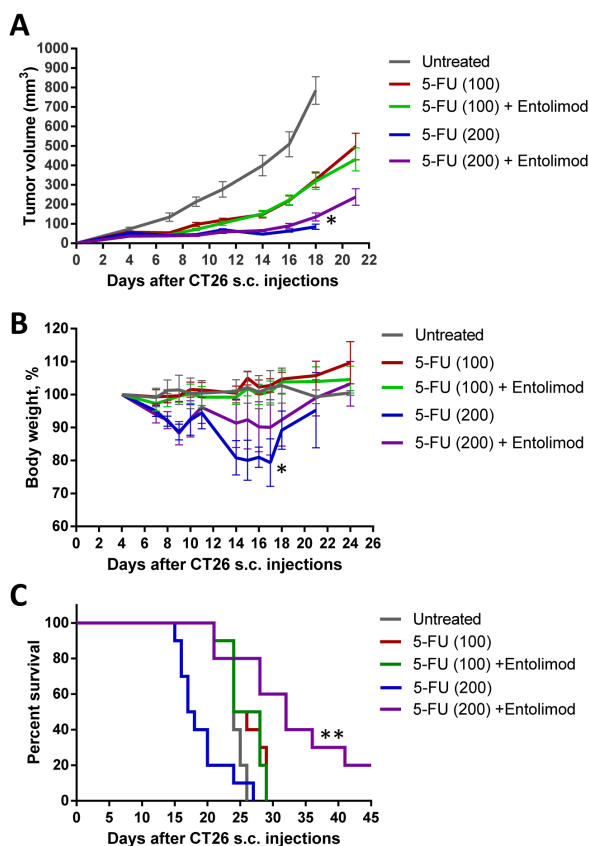 A
Tumor volume (mm³)
1000
900
800
700
600
500
400
300
200
100
0
0 2 4 6 8 10 12 14 16 18 20 22
Days after CT26 s.c. injections
*
Untreated
5-FU (100)
5-FU (100) + Entolimod
5-FU (200)
5-FU (200) + Entolimod
B
Body weight, %
120
110
100
90
80
70
60
0 2 4 6 8 10 12 14 16 18 20 22 24 26
Days after CT26 s.c. injections
*
Untreated
5-FU (100)
5-FU (100) + Entolimod
5-FU (200)
5-FU (200) + Entolimod
C
Percent survival
100
80
60
40
20
0
0 5 10 15 20 25 30 35 40 45
Days after CT26 s.c. injections
**
Untreated
5-FU (100)
5-FU (100) +Entolimod
5-FU (200)
5-FU (200) +Entolimod